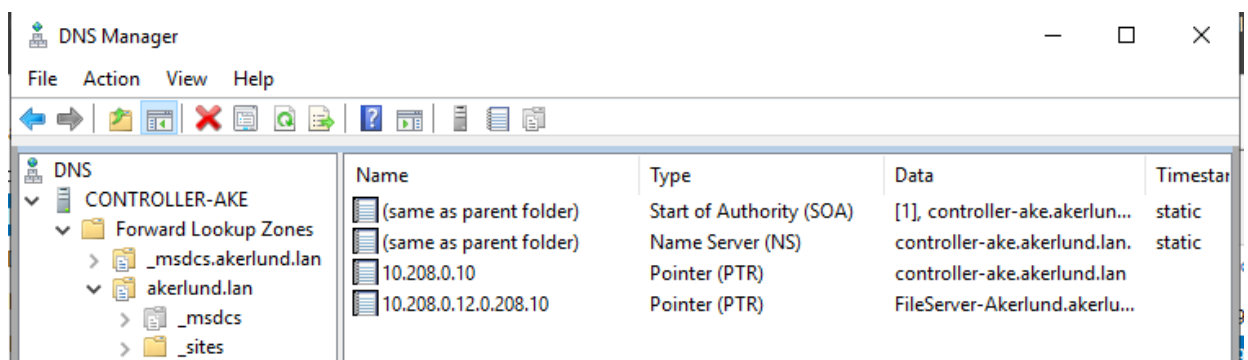 DNS Manager
File Action View Help
DNS
CONTROLLER-AKE
Forward Lookup Zones
_msdcs.akerlund.lan
akerlund.lan
_msdcs
_sites
Name Type Data Timestar
(same as parent folder) Start of Authority (SOA) [1], controller-ake.akerlun... static
(same as parent folder) Name Server (NS) controller-ake.akerlund.lan. static
10.208.0.10 Pointer (PTR) controller-ake.akerlund.lan
10.208.0.12.0.208.10 Pointer (PTR) FileServer-Akerlund.akerlu...